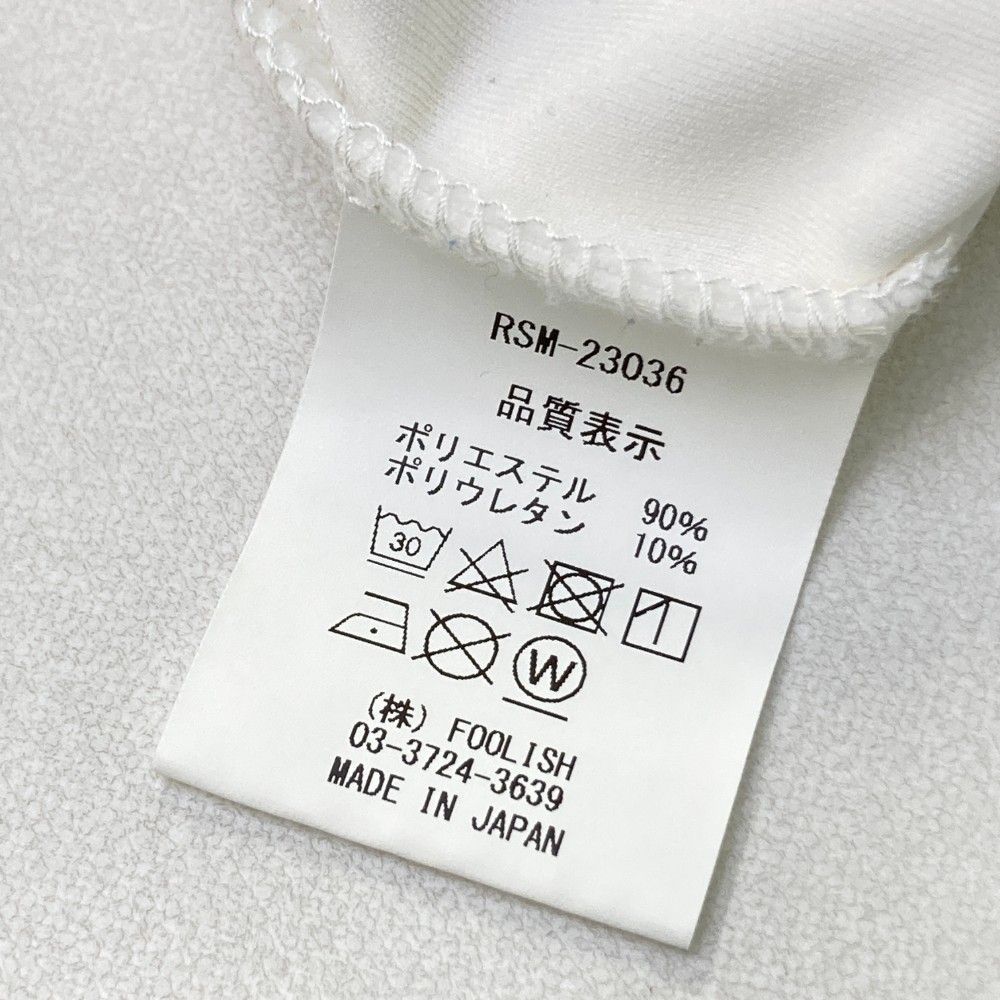 RSM-23036
品質表示
ポリエステル 90%
ポリウレタン 10%
30
W
(株) FOOLISH
03-3724-3639
MADE IN JAPAN